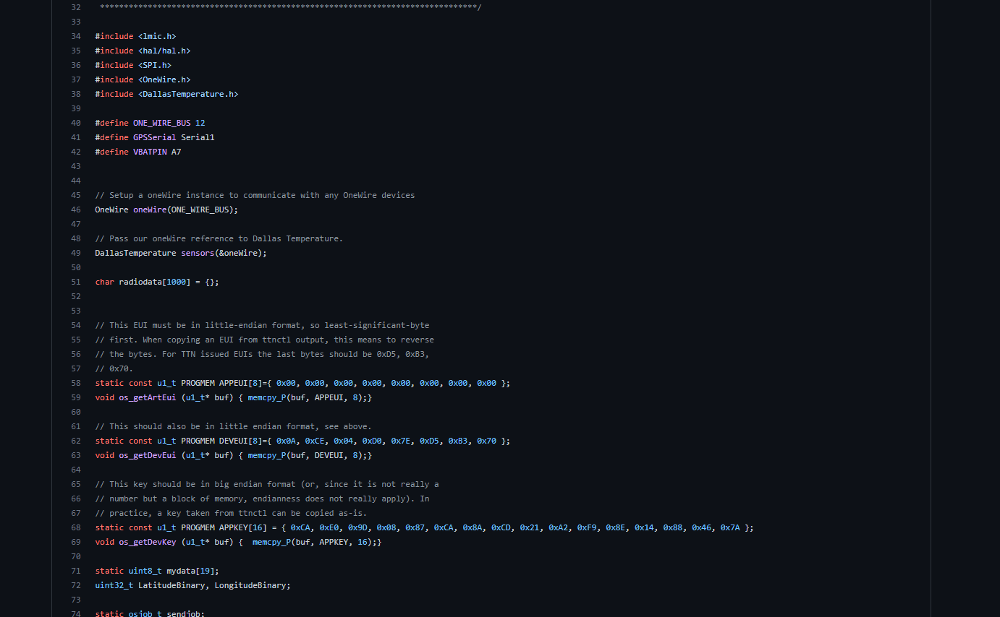 32 *******************************************************************************/
33
34 #include <lmic.h>
35 #include <hal/hal.h>
36 #include <SPI.h>
37 #include <OneWire.h>
38 #include <DallasTemperature.h>
39
40 #define ONE_WIRE_BUS 12
41 #define GPSSerial Serial1
42 #define VBATPIN A7
43
44
45 // Setup a oneWire instance to communicate with any OneWire devices
46 OneWire oneWire(ONE_WIRE_BUS);
47
48 // Pass our oneWire reference to Dallas Temperature.
49 DallasTemperature sensors(&oneWire);
50
51 char radiodata[1000] = {};
52
53
54 // This EUI must be in little-endian format, so least-significant-byte
55 // first. When copying an EUI from ttnctl output, this means to reverse
56 // the bytes. For TTN issued EUIs the last bytes should be 0xD5, 0xB3,
57 // 0x70.
58 static const u1_t PROGMEM APPEUI[8]={ 0x00, 0x00, 0x00, 0x00, 0x00, 0x00, 0x00, 0x00 };
59 void os_getArtEui (u1_t* buf) { memcpy_P(buf, APPEUI, 8);}
60
61 // This should also be in little endian format, see above.
62 static const u1_t PROGMEM DEVEUI[8]={ 0x0A, 0xCE, 0x04, 0xD0, 0x7E, 0xD5, 0xB3, 0x70 };
63 void os_getDevEui (u1_t* buf) { memcpy_P(buf, DEVEUI, 8);}
64
65 // This key should be in big endian format (or, since it is not really a
66 // number but a block of memory, endianness does not really apply). In
67 // practice, a key taken from ttnctl can be copied as-is.
68 static const u1_t PROGMEM APPKEY[16] = { 0xCA, 0xE0, 0x9D, 0x08, 0x87, 0xCA, 0x8A, 0xCD, 0x21, 0xA2, 0xF9, 0x8E, 0x14, 0x88, 0x46, 0x7A };
69 void os_getDevKey (u1_t* buf) {  memcpy_P(buf, APPKEY, 16);}
70
71 static uint8_t mydata[19];
72 uint32_t LatitudeBinary, LongitudeBinary;
73
74 static osjob_t sendjob;